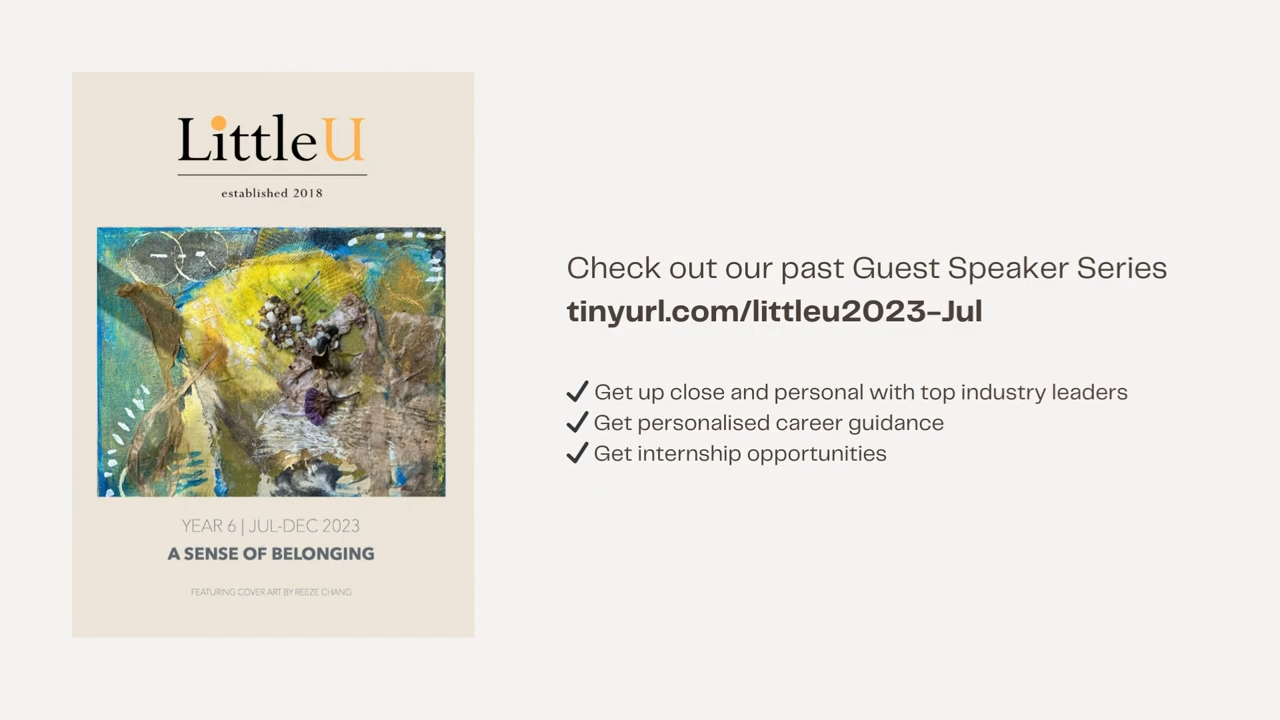 LittleU
established 2018
YEAR 6 | JUL-DEC 2023
A SENSE OF BELONGING
FEATURING COVER ART BY REEZE CHANG
Check out our past Guest Speaker Series
tinyurl.com/littleu2023-Jul
✔ Get up close and personal with top industry leaders
✔ Get personalised career guidance
✔ Get internship opportunities